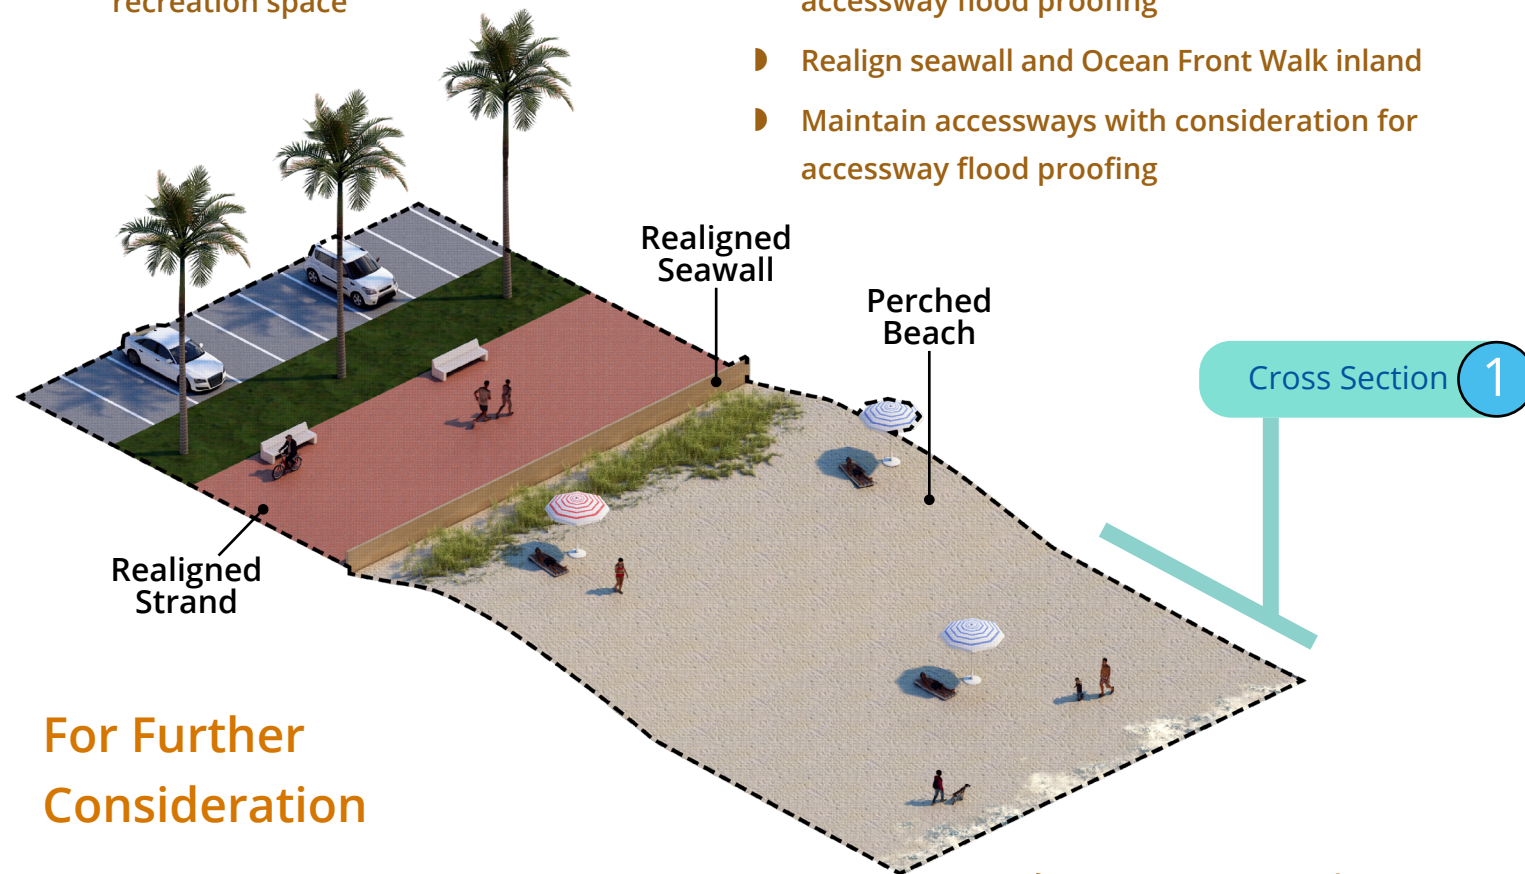 recreation space
accessway flood proofing
Realign seawall and Ocean Front Walk inland
Maintain accessways with consideration for
accessway flood proofing
Realigned
Seawall
Perched
Beach
Cross Section 1
Realigned
Strand
For Further
Consideration